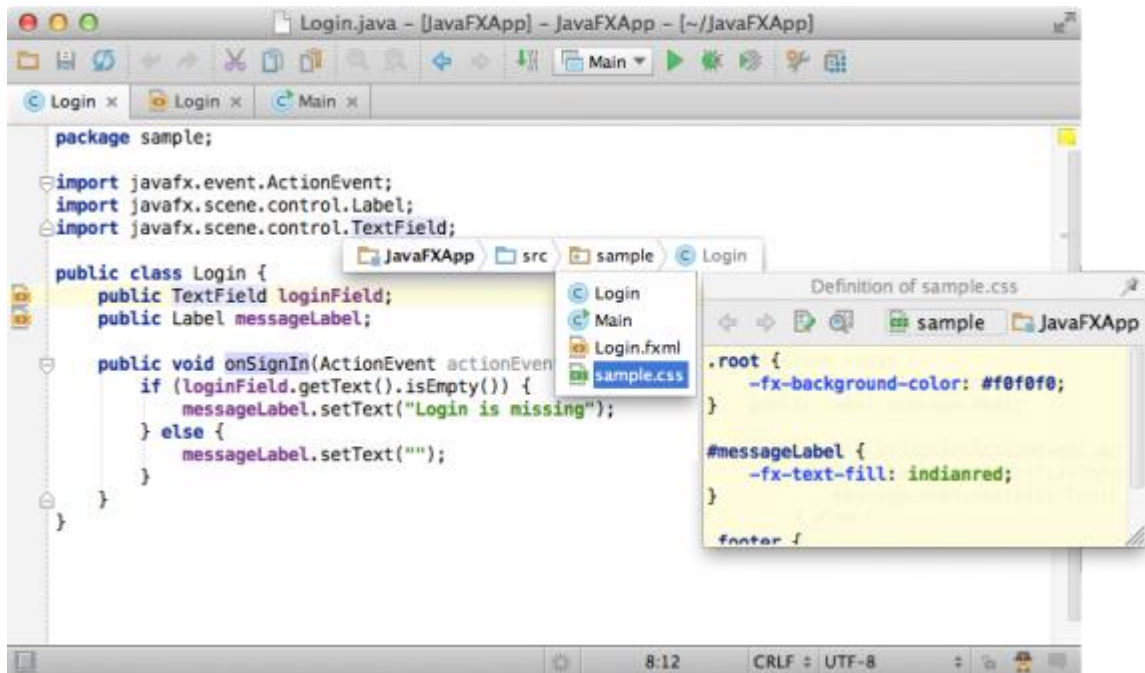 Login.java – [JavaFXApp] – JavaFXApp – [~/JavaFXApp]
Main
Login
Login
Main
package sample;
import javafx.event.ActionEvent;
import javafx.scene.control.Label;
import javafx.scene.control.TextField;
JavaFXApp src sample Login
public class Login {
public TextField loginField;
public Label messageLabel;
public void onSignIn(ActionEvent actionEven
if (loginField.getText().isEmpty()) {
messageLabel.setText("Login is missing");
} else {
messageLabel.setText("");
}
}
}
Login
Main
Login.fxml
sample.css
Definition of sample.css
sample JavaFXApp
.root {
-fx-background-color: #f0f0f0;
}
#messageLabel {
-fx-text-fill: indianred;
}
.footer {
8:12 CRLF UTF-8